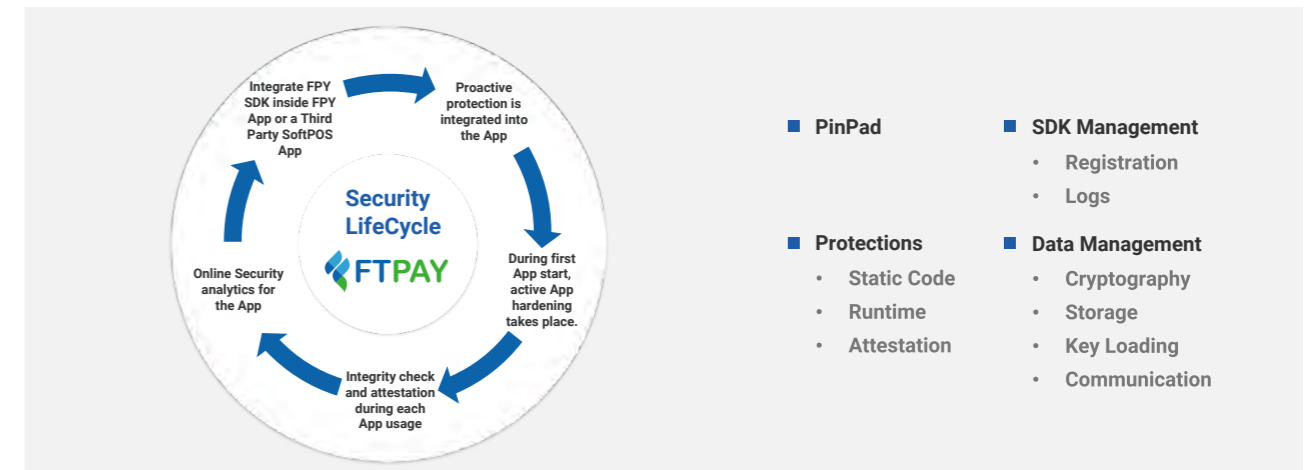 Integrate FPY
SDK inside FPY
App or a Third
Party SoftPOS
App
Proactive
protection is
integrated into
the App
During first
App start,
active App
hardening
takes place.
Integrity check
and attestation
during each
App usage
Online Security
analytics for
the App
Security
LifeCycle
FTPAY
PinPad
SDK Management
Registration
Logs
Protections
Static Code
Runtime
Attestation
Data Management
Cryptography
Storage
Key Loading
Communication